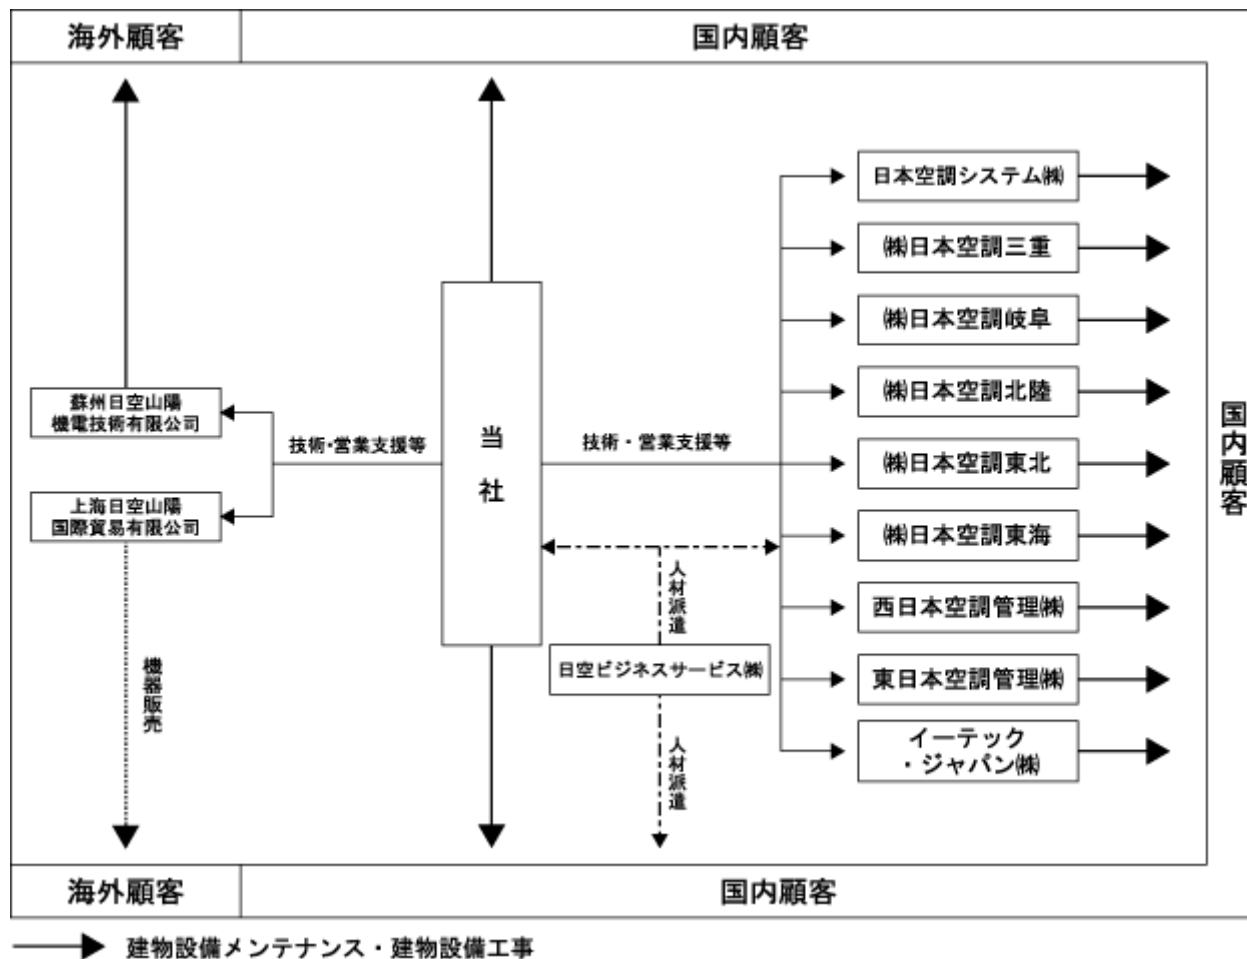 海外顧客
国内顧客
日本空調システム㈱
㈱日本空調三重
㈱日本空調岐阜
㈱日本空調北陸
㈱日本空調東北
㈱日本空調東海
西日本空調管理㈱
東日本空調管理㈱
イーテック
・ジャパン㈱
国内顧客
蘇州日空山陽
機電技術有限公司
上海日空山陽
国際貿易有限公司
技術・営業支援等
当社
技術・営業支援等
人材派遣
日空ビジネスサービス㈱
人材派遣
機器販売
海外顧客
国内顧客
建物設備メンテナンス・建物設備工事